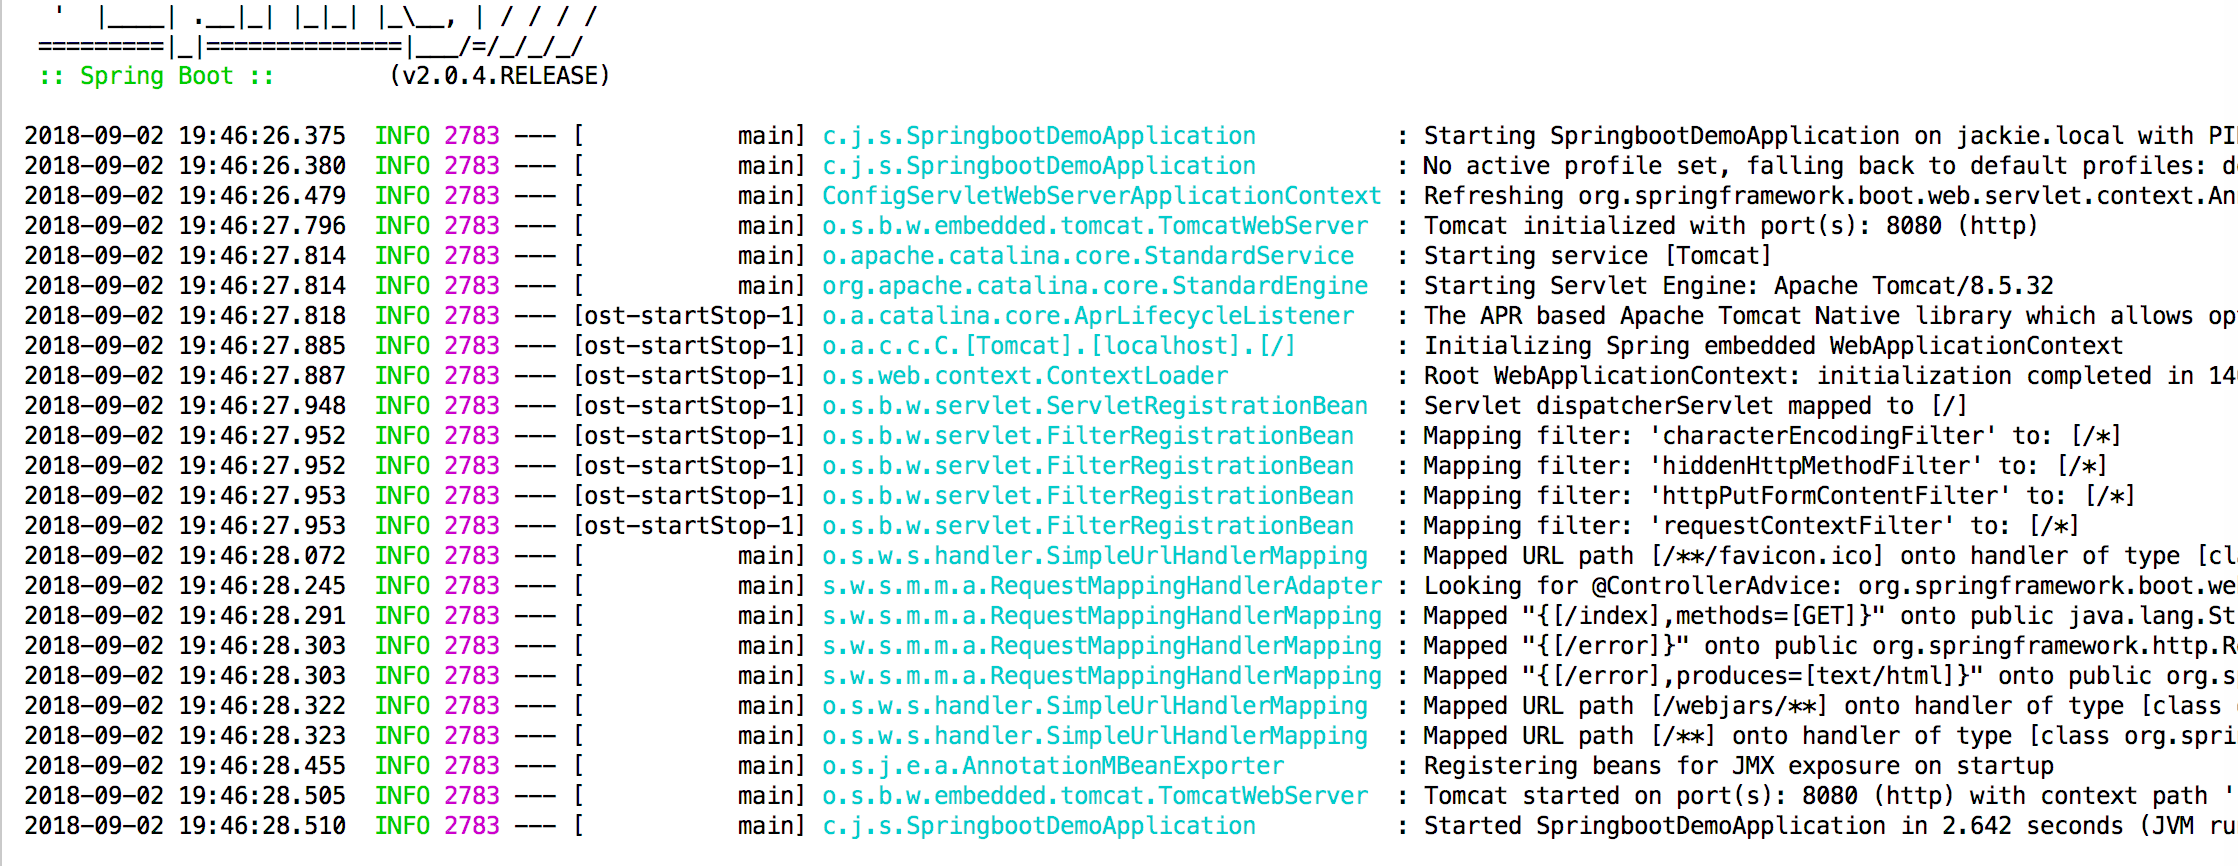 '  |____| .__|_| |_|_| |_\__, | / / / /
 =========|_|==============|___/=/_/_/_/
 :: Spring Boot ::        (v2.0.4.RELEASE)
2018-09-02 19:46:26.375  INFO 2783 --- [           main] c.j.s.SpringbootDemoApplication          : Starting SpringbootDemoApplication on jackie.local with
2018-09-02 19:46:26.380  INFO 2783 --- [           main] c.j.s.SpringbootDemoApplication          : No active profile set, falling back to default profiles:
2018-09-02 19:46:26.479  INFO 2783 --- [           main] ConfigServletWebServerApplicationContext : Refreshing org.springframework.boot.web.servlet.context.An
2018-09-02 19:46:27.796  INFO 2783 --- [           main] o.s.b.w.embedded.tomcat.TomcatWebServer  : Tomcat initialized with port(s): 8080 (http)
2018-09-02 19:46:27.814  INFO 2783 --- [           main] o.apache.catalina.core.StandardService   : Starting service [Tomcat]
2018-09-02 19:46:27.814  INFO 2783 --- [           main] org.apache.catalina.core.StandardEngine  : Starting Servlet Engine: Apache Tomcat/8.5.32
2018-09-02 19:46:27.818  INFO 2783 --- [ost-startStop-1] o.a.catalina.core.AprLifecycleListener   : The APR based Apache Tomcat Native library which allows
2018-09-02 19:46:27.885  INFO 2783 --- [ost-startStop-1] o.a.c.c.C.[Tomcat].[localhost].[/]       : Initializing Spring embedded WebApplicationContext
2018-09-02 19:46:27.887  INFO 2783 --- [ost-startStop-1] o.s.web.context.ContextLoader            : Root WebApplicationContext: initialization completed in
2018-09-02 19:46:27.948  INFO 2783 --- [ost-startStop-1] o.s.b.w.servlet.ServletRegistrationBean  : Servlet dispatcherServlet mapped to [/]
2018-09-02 19:46:27.952  INFO 2783 --- [ost-startStop-1] o.s.b.w.servlet.FilterRegistrationBean   : Mapping filter: 'characterEncodingFilter' to: [/*]
2018-09-02 19:46:27.952  INFO 2783 --- [ost-startStop-1] o.s.b.w.servlet.FilterRegistrationBean   : Mapping filter: 'hiddenHttpMethodFilter' to: [/*]
2018-09-02 19:46:27.953  INFO 2783 --- [ost-startStop-1] o.s.b.w.servlet.FilterRegistrationBean   : Mapping filter: 'httpPutFormContentFilter' to: [/*]
2018-09-02 19:46:27.953  INFO 2783 --- [ost-startStop-1] o.s.b.w.servlet.FilterRegistrationBean   : Mapping filter: 'requestContextFilter' to: [/*]
2018-09-02 19:46:28.072  INFO 2783 --- [           main] o.s.w.s.handler.SimpleUrlHandlerMapping  : Mapped URL path [/**/favicon.ico] onto handler of type [cl
2018-09-02 19:46:28.245  INFO 2783 --- [           main] s.w.s.m.m.a.RequestMappingHandlerAdapter : Looking for @ControllerAdvice: org.springframework.boot.we
2018-09-02 19:46:28.291  INFO 2783 --- [           main] s.w.s.m.m.a.RequestMappingHandlerMapping : Mapped "{[/index],methods=[GET]}" onto public java.lang.St
2018-09-02 19:46:28.303  INFO 2783 --- [           main] s.w.s.m.m.a.RequestMappingHandlerMapping : Mapped "{[/error]}" onto public org.springframework.http.R
2018-09-02 19:46:28.303  INFO 2783 --- [           main] s.w.s.m.m.a.RequestMappingHandlerMapping : Mapped "{[/error],produces=[text/html]}" onto public org.s
2018-09-02 19:46:28.322  INFO 2783 --- [           main] o.s.w.s.handler.SimpleUrlHandlerMapping  : Mapped URL path [/webjars/**] onto handler of type [class
2018-09-02 19:46:28.323  INFO 2783 --- [           main] o.s.w.s.handler.SimpleUrlHandlerMapping  : Mapped URL path [/**] onto handler of type [class org.spri
2018-09-02 19:46:28.455  INFO 2783 --- [           main] o.s.j.e.a.AnnotationMBeanExporter        : Registering beans for JMX exposure on startup
2018-09-02 19:46:28.505  INFO 2783 --- [           main] o.s.b.w.embedded.tomcat.TomcatWebServer  : Tomcat started on port(s): 8080 (http) with context path '
2018-09-02 19:46:28.510  INFO 2783 --- [           main] c.j.s.SpringbootDemoApplication          : Started SpringbootDemoApplication in 2.642 seconds (JVM ru